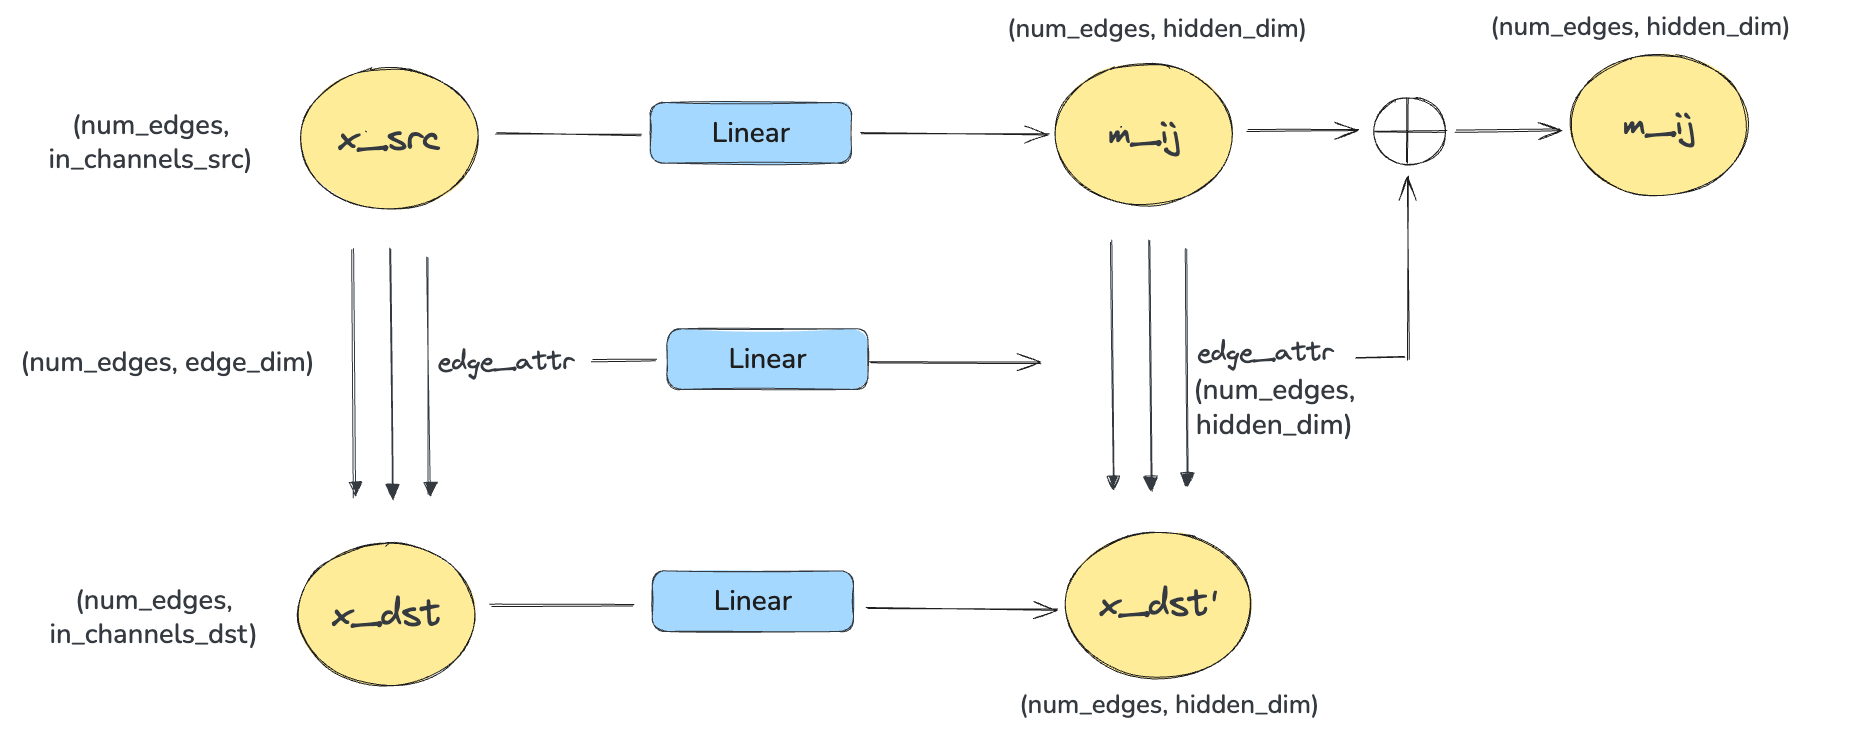 (num_edges, hidden_dim)
(num_edges, hidden_dim)
(num_edges,
in_channels_src)
x_src
Linear
m_ij
m_ij
(num_edges, edge_dim)
edge_attr
Linear
edge_attr
(num_edges,
hidden_dim)
(num_edges,
in_channels_dst)
x_dst
Linear
x_dst'
(num_edges, hidden_dim)